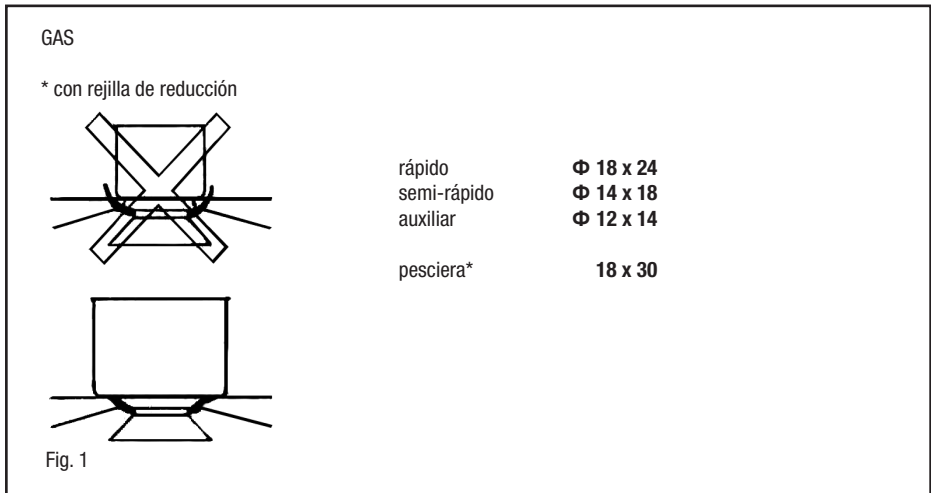 GAS
* con rejilla de reducción
rápido Φ 18 x 24
semi-rápido Φ 14 x 18
auxiliar Φ 12 x 14
pesciera* 18 x 30
Fig. 1